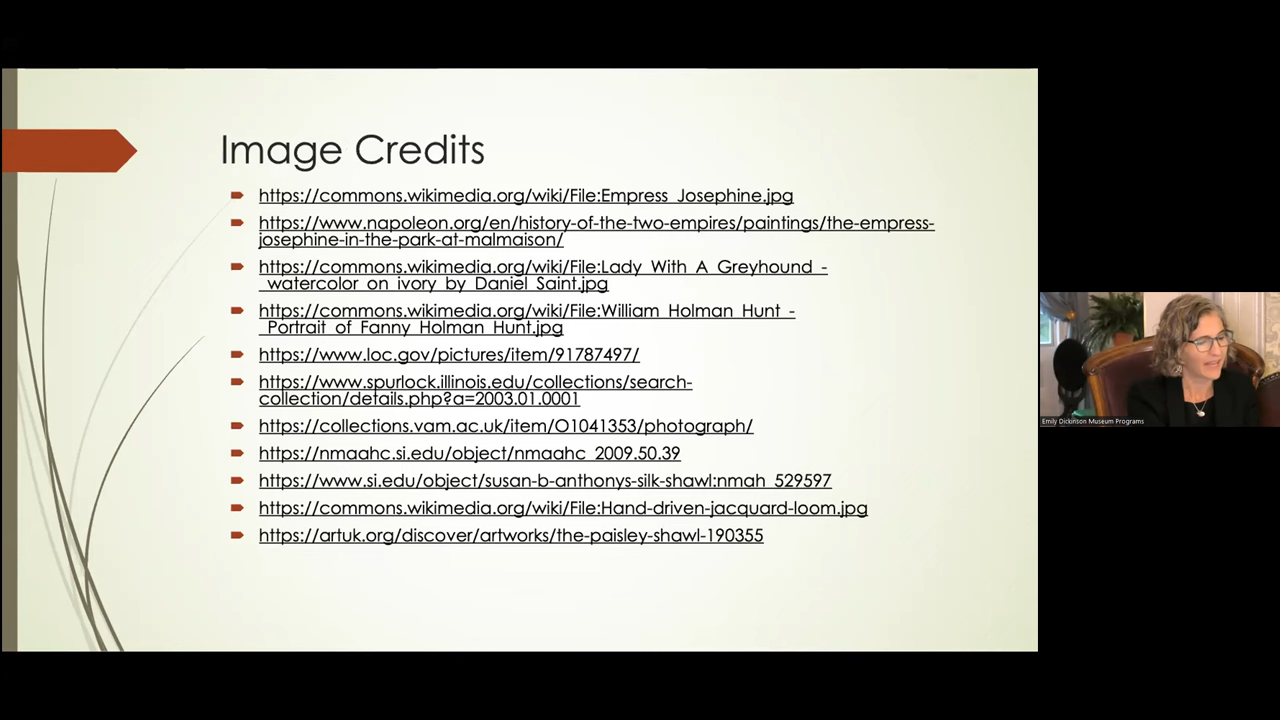 Image Credits
https://commons.wikimedia.org/wiki/File:Empress_Josephine.jpg
https://www.napoleon.org/en/history-of-the-two-empires/paintings/the-empress-
josephine-in-the-park-at-malmaison/
https://commons.wikimedia.org/wiki/File:Lady_With_A_Greyhound_-
_watercolor_on_ivory_by_Daniel_Saint.jpg
https://commons.wikimedia.org/wiki/File:William_Holman_Hunt_-
_Portrait_of_Fanny_Holman_Hunt.jpg
https://www.loc.gov/pictures/item/91787497/
https://www.spurlock.illinois.edu/collections/search-
collection/details.php?a=2003.01.0001
https://collections.vam.ac.uk/item/O1041353/photograph/
https://nmaahc.si.edu/object/nmaahc_2009.50.39
https://www.si.edu/object/susan-b-anthonys-silk-shawl:nmah_529597
https://commons.wikimedia.org/wiki/File:Hand-driven-jacquard-loom.jpg
https://artuk.org/discover/artworks/the-paisley-shawl-190355
Emily Dickinson Museum Programs